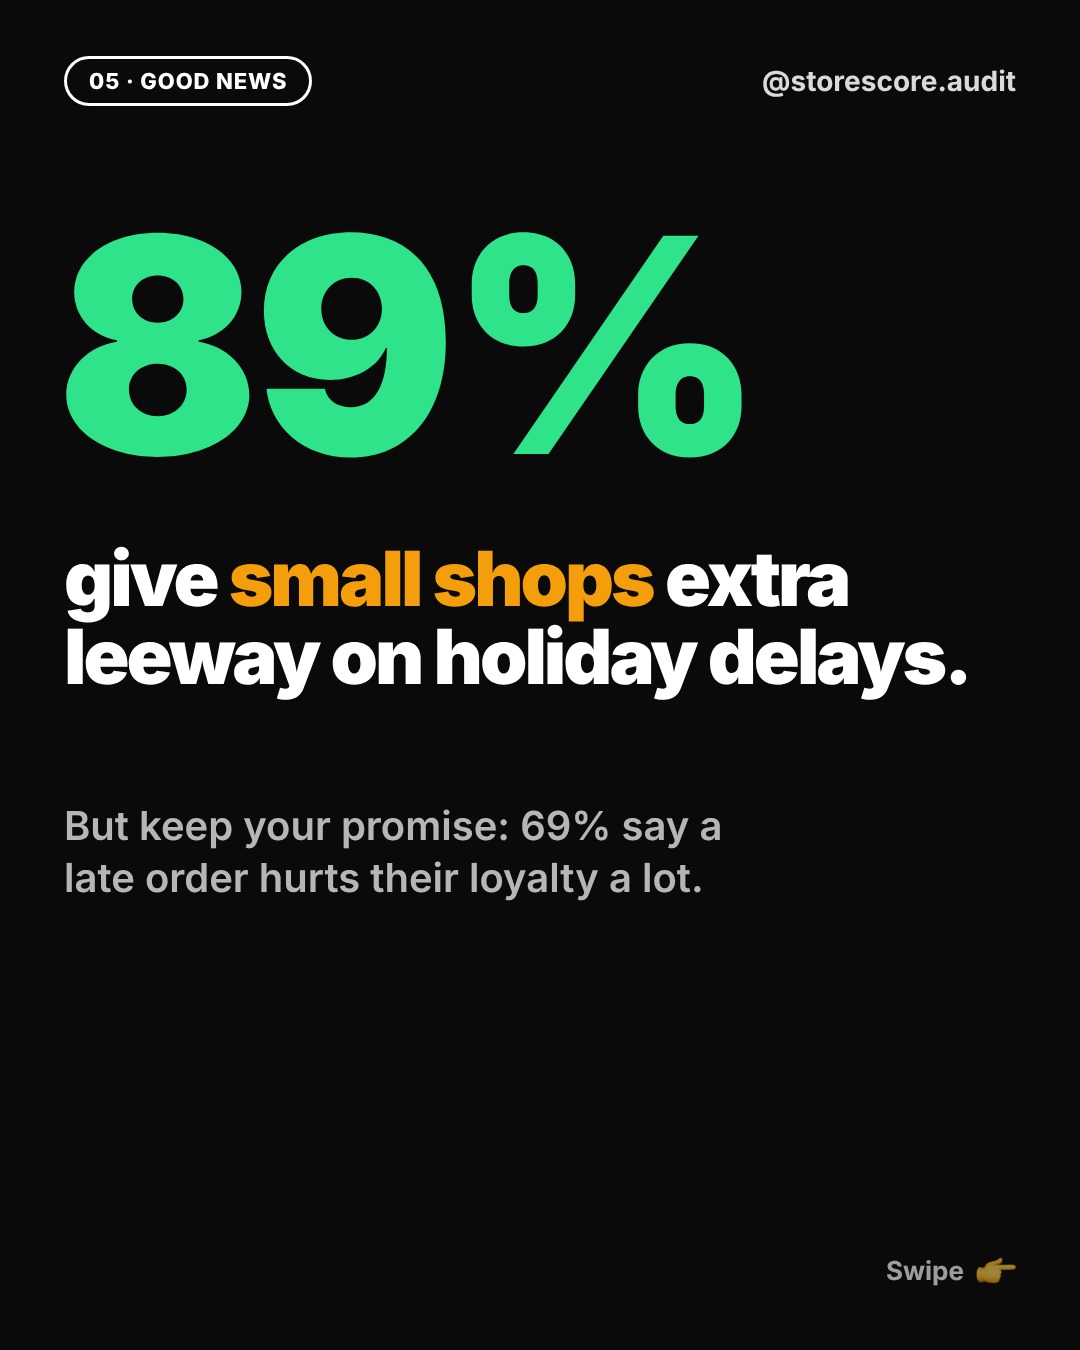 05 · GOOD NEWS
@storescore.audit
89%
give small shops extra
leeway on holiday delays.
But keep your promise: 69% say a
late order hurts their loyalty a lot.
Swipe 👉